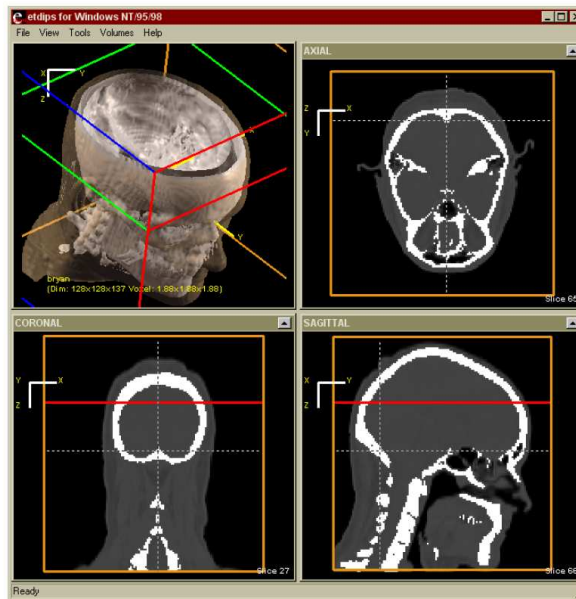 etdips for Windows NT/95/98
File View Tools Volumes Help
X Y
Z
x
Y
bryan
(Dim: 128x128x137 Voxel: 1.88x1.88x1.88)
AXIAL
Z X
Y
Slice 65
CORONAL
Y X
Z
Slice 27
SAGITTAL
Y X
Z
Slice 66
Ready